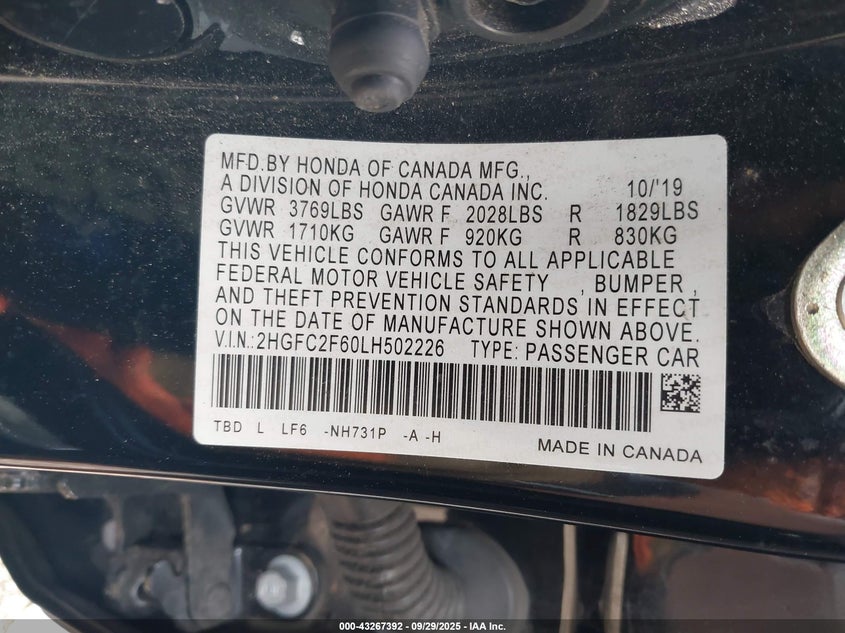 MFD.BY HONDA OF CANADA MFG.,
A DIVISION OF HONDA CANADA INC. 10/'19
GVWR 3769LBS GAWR F 2028LBS R 1829LBS
GVWR 1710KG GAWR F 920KG R 830KG
THIS VEHICLE CONFORMS TO ALL APPLICABLE
FEDERAL MOTOR VEHICLE SAFETY , BUMPER ,
AND THEFT PREVENTION STANDARDS IN EFFECT
ON THE DATE OF MANUFACTURE SHOWN ABOVE.
V.I.N.:2HGFC2F60LH502226 TYPE: PASSENGER CAR
TBD L LF6 -NH731P -A -H
MADE IN CANADA
000-43267392 • 09/29/2025 • IAA Inc.